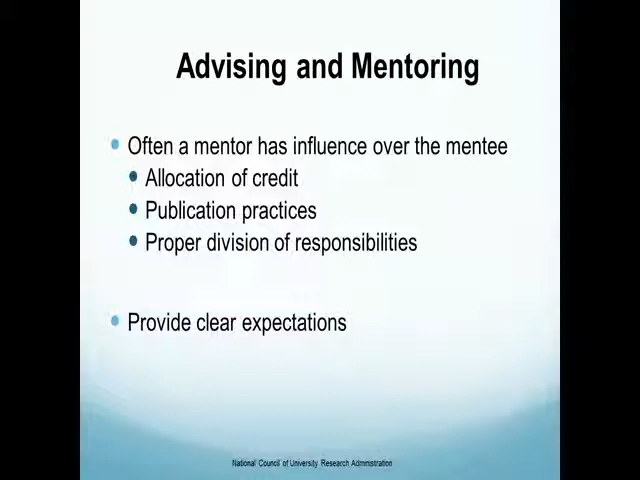 Advising and Mentoring
Often a mentor has influence over the mentee
Allocation of credit
Publication practices
Proper division of responsibilities
Provide clear expectations
National Council of University Research Administration